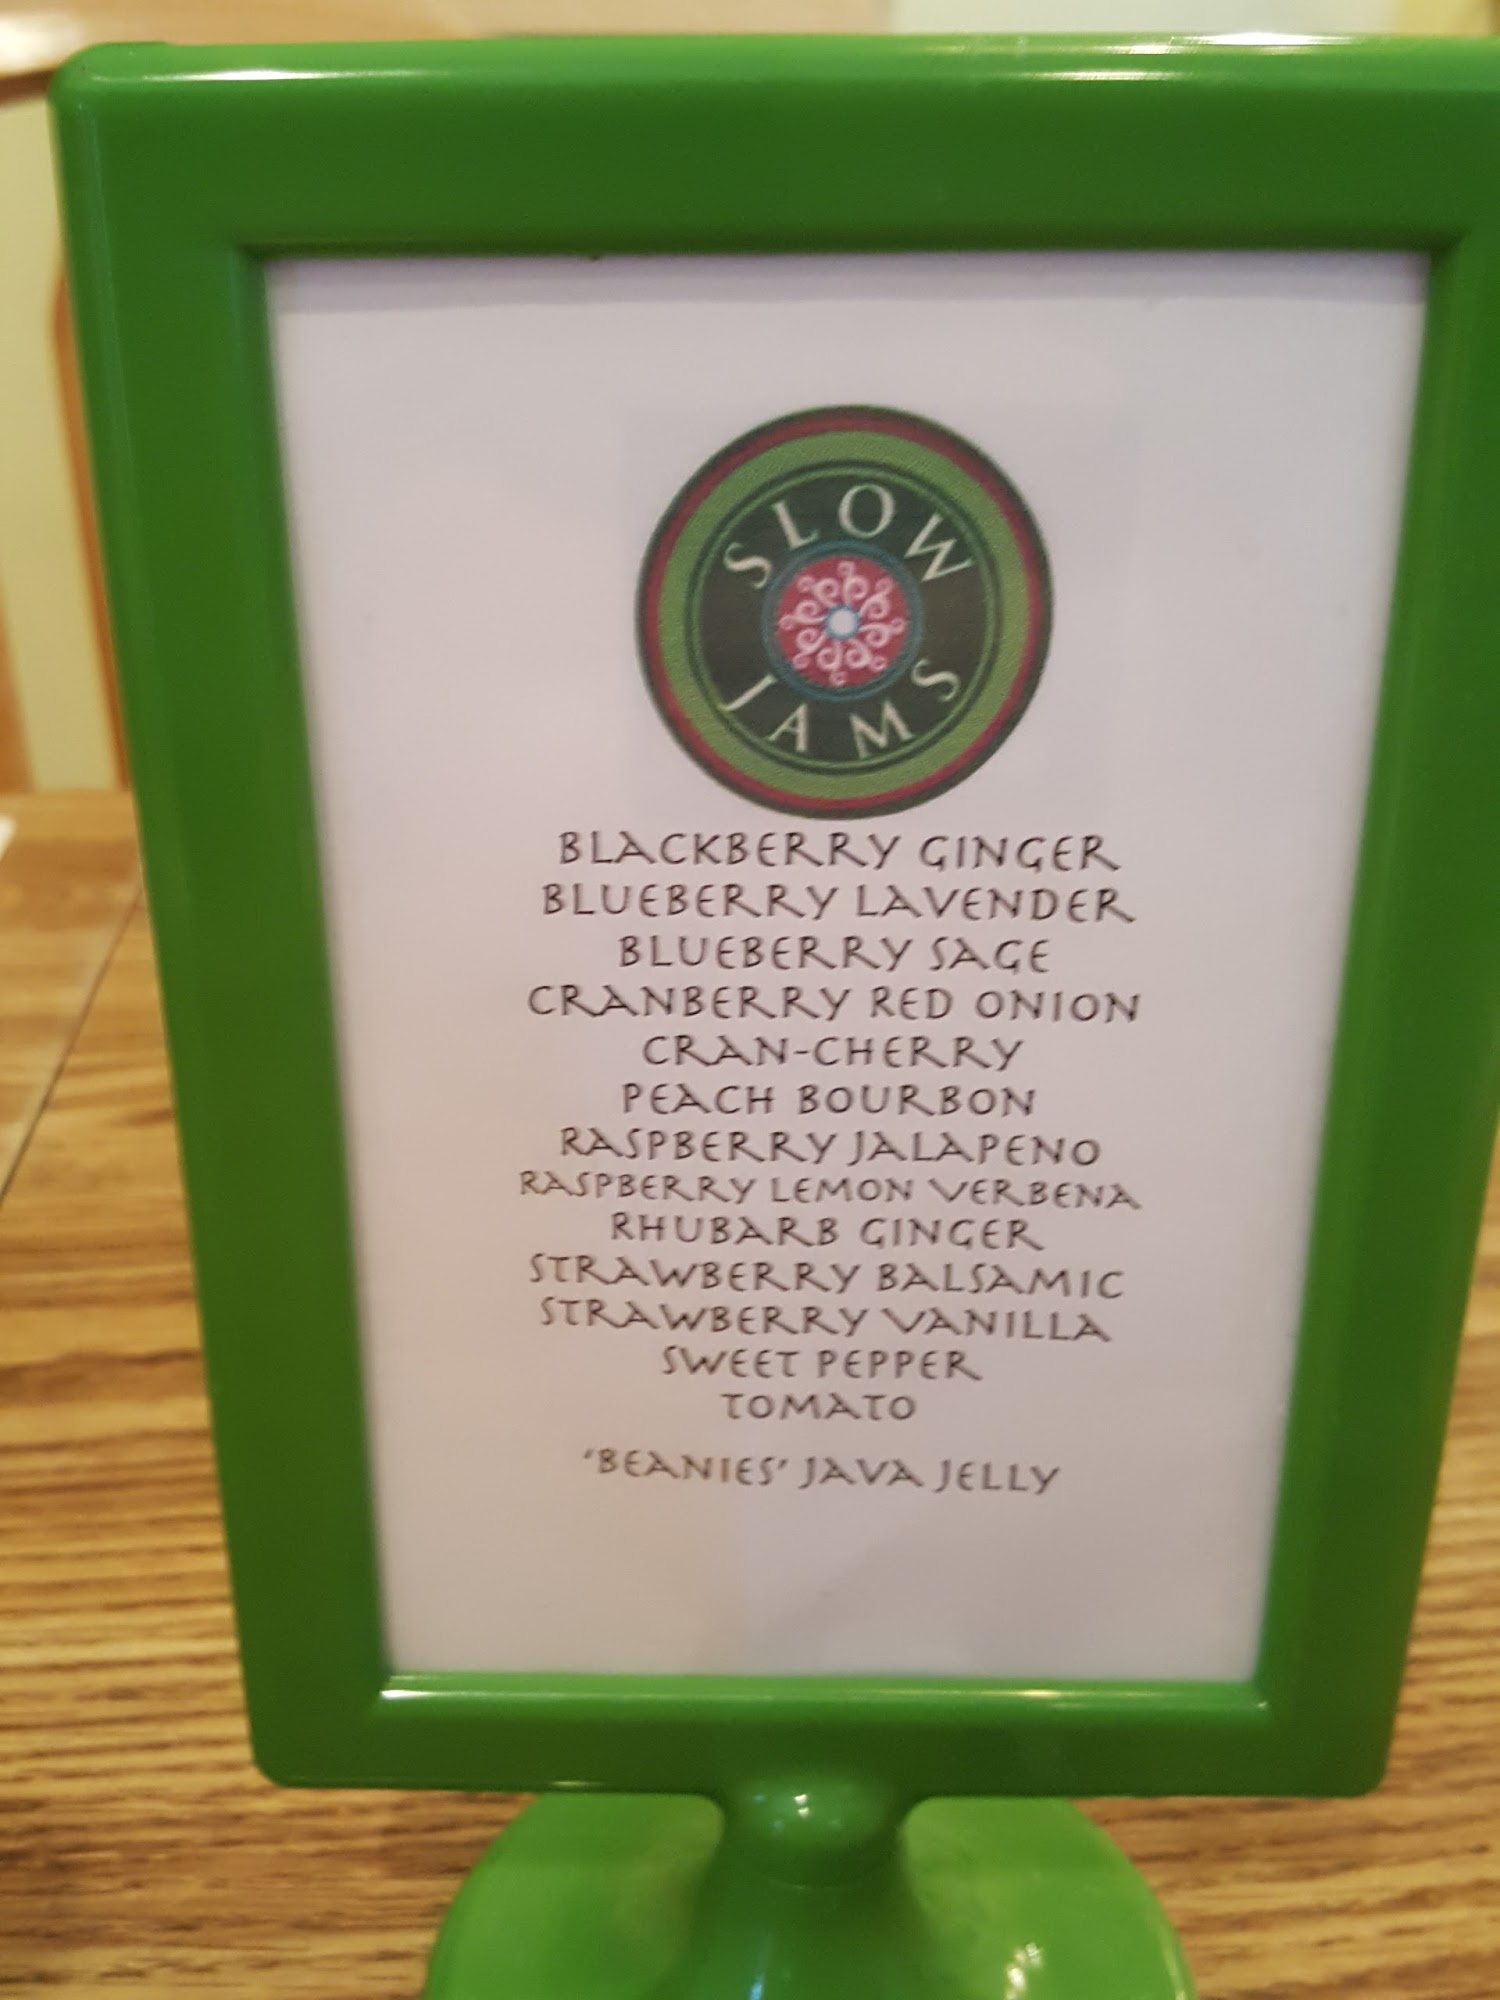 SLOW
JAMS
BLACKBERRY GINGER
BLUEBERRY LAVENDER
BLUEBERRY SAGE
CRANBERRY RED ONION
CRAN-CHERRY
PEACH BOURBON
RASPBERRY JALAPENO
RASPBERRY LEMON VERBENA
RHUBARB GINGER
STRAWBERRY BALSAMIC
STRAWBERRY VANILLA
SWEET PEPPER
TOMATO
'BEANIES' JAVA JELLY